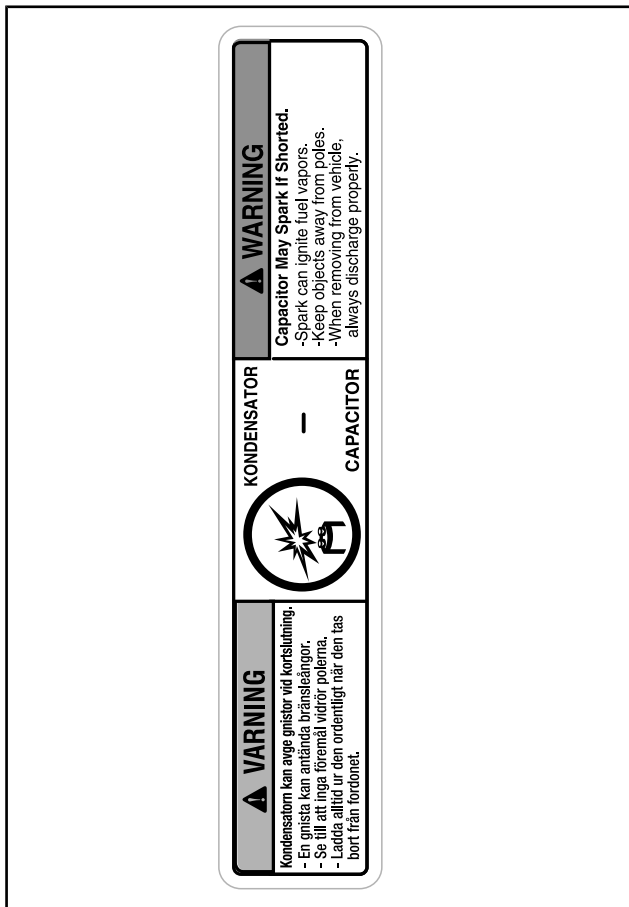 VARNING
Kondensatorn kan avge gnistor vid kortslutning.
- En gnista kan antända bränsleångor.
- Se till att inga föremål vidrör polerna.
- Ladda alltid ur den ordentligt när den tas
bort från fordonet.
KONDENSATOR
–
CAPACITOR
WARNING
Capacitor May Spark If Shorted.
-Spark can ignite fuel vapors.
-Keep objects away from poles.
-When removing from vehicle,
always discharge properly.